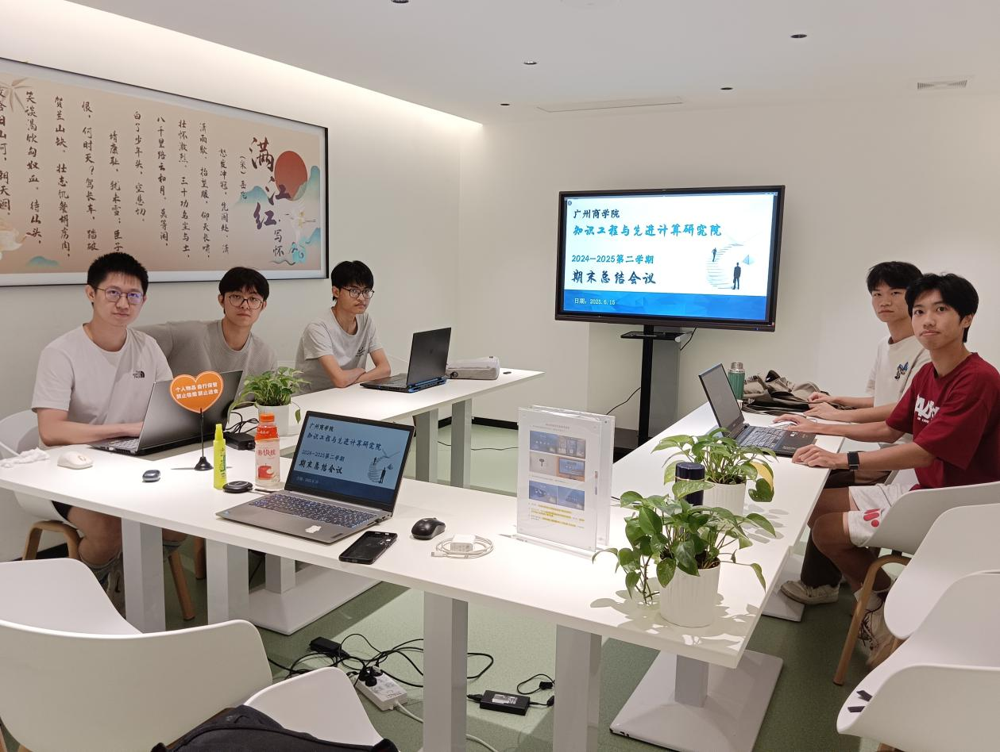 满江红·写怀
(宋)岳飞
怒发冲冠,凭阑处、潇
潇雨歇。抬望眼,仰天长啸,
壮怀激烈。三十功名尘与土,
八千里路云和月。莫等闲,
白了少年头,空悲切。
靖康耻,犹未雪;臣子
恨,何时灭?驾长车,踏破
贺兰山缺。壮志饥餐胡虏肉,
笑谈渴饮匈奴血。待从头,
拾旧山河,朝天阙。
广州商学院
知识工程与先进计算研究院
2024—2025第二学期
期末总结会议
日期:2025.6.15
个人物品 自行保管
禁止吸烟 禁止进食
广州商学院
知识工程与先进计算研究院
2024—2025第二学期
期末总结会议